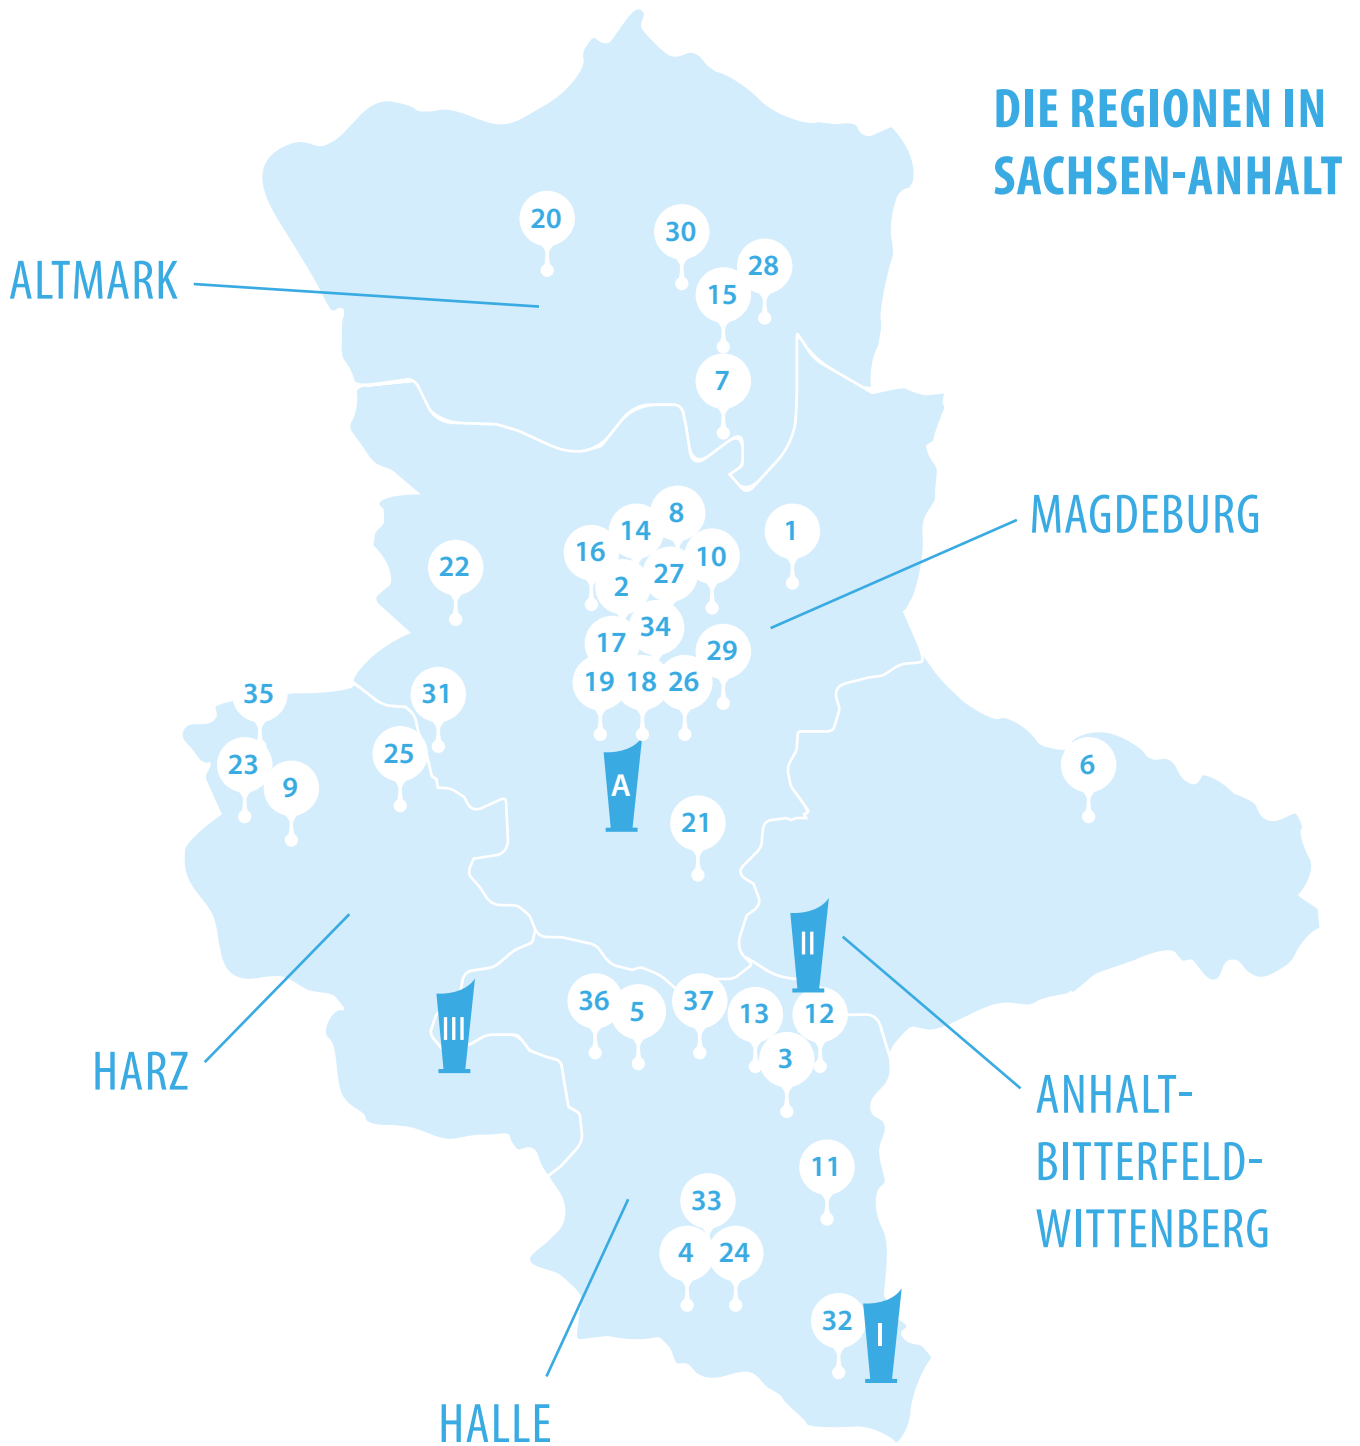 DIE REGIONEN IN
SACHSEN-ANHALT
20
30
28
ALTMARK
15
7
8
MAGDEBURG
14
1
16
10
22
27
2
34
17
29
35
31
19
18
26
25
23
6
9
A
21
II
36
5
37
13
12
III
3
HARZ
ANHALT-
BITTERFELD-
WITTENBERG
11
33
4
24
32
I
HALLE